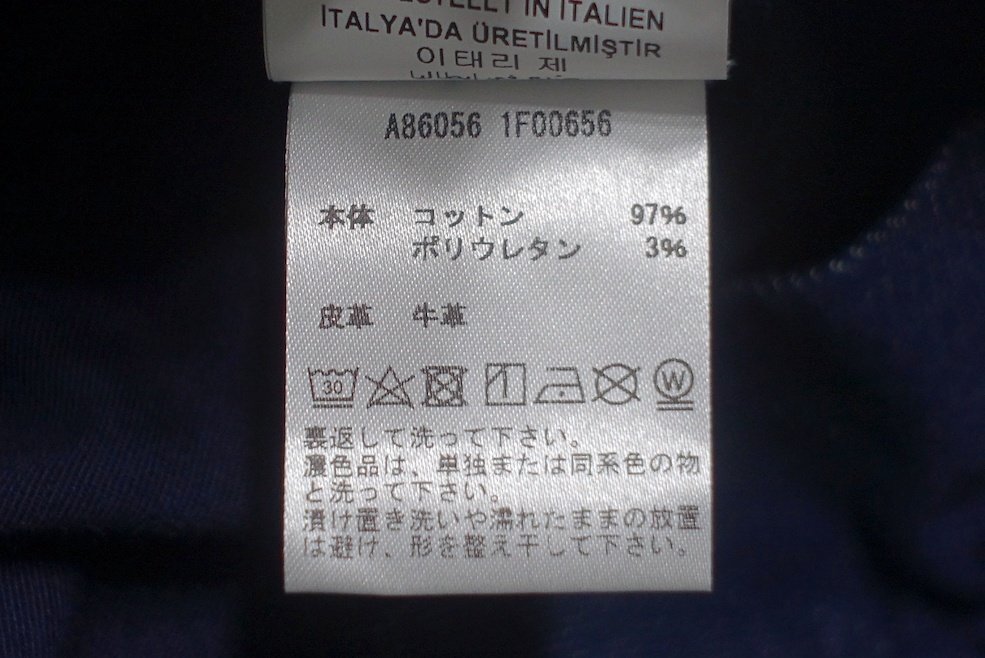 IN ITALIEN
İTALYA'DA ÜRETİLMİŞTİR
이태리 제
A86056 1F00656
本体 コットン 97%
ポリウレタン 3%
皮革 牛革
30 W
裏返して洗って下さい。
濃色品は、単独または同系色の物
と洗って下さい。
漬け置き洗いや濡れたままの放置
は避け、形を整え干して下さい。